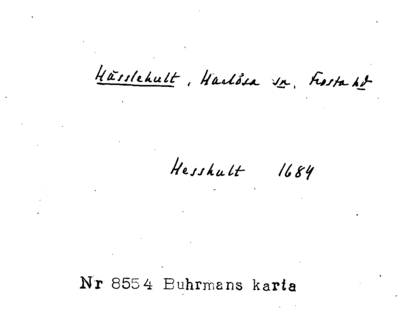 Hässlehult, Harlösa sn, Frosta hd
Hesshult 1684
Nr 8554 Buhrmans karta